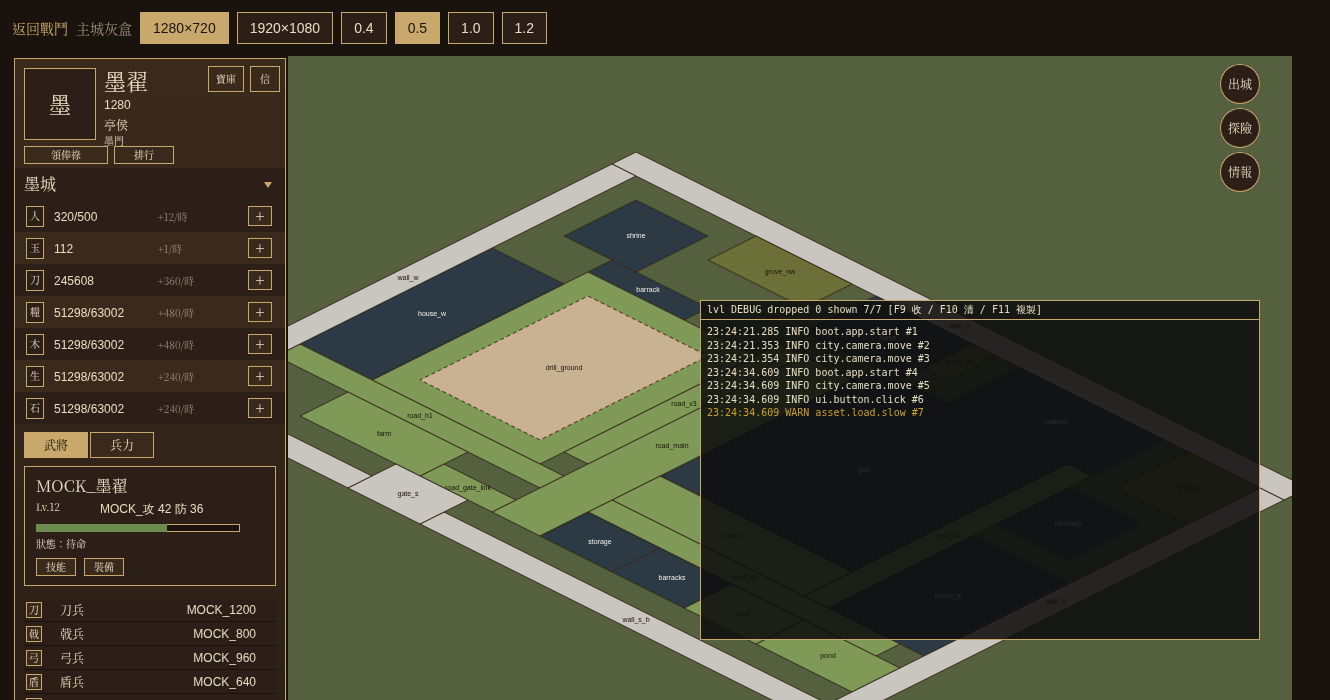 返回戰鬥 主城灰盒 1280×720 1920×1080 0.4 0.5 1.0 1.2
墨
墨翟
1280
亭侯
墨門
寶庫 信
領俸祿 排行
墨城
人 320/500 +12/時 +
玉 112 +1/時 +
刀 245608 +360/時 +
糧 51298/63002 +480/時 +
木 51298/63002 +480/時 +
生 51298/63002 +240/時 +
石 51298/63002 +240/時 +
武將 兵力
MOCK_墨翟
Lv.12 MOCK_攻 42 防 36
狀態：待命
技能 裝備
刀 刀兵 MOCK_1200
戟 戟兵 MOCK_800
弓 弓兵 MOCK_960
盾 盾兵 MOCK_640
出城
探險
情報
shrine
grove_nw
wall_w
barrack
house_w
drill_ground
road_v3
road_h1
farm
road_main
gate_s
road_gate_link
storage
barracks
wall_s_b
pond
lvl DEBUG dropped 0 shown 7/7 [F9 收 / F10 清 / F11 複製]
23:24:21.285 INFO boot.app.start #1
23:24:21.353 INFO city.camera.move #2
23:24:21.354 INFO city.camera.move #3
23:24:34.609 INFO boot.app.start #4
23:24:34.609 INFO city.camera.move #5
23:24:34.609 INFO ui.button.click #6
23:24:34.609 WARN asset.load.slow #7
market
infirmary
house_e